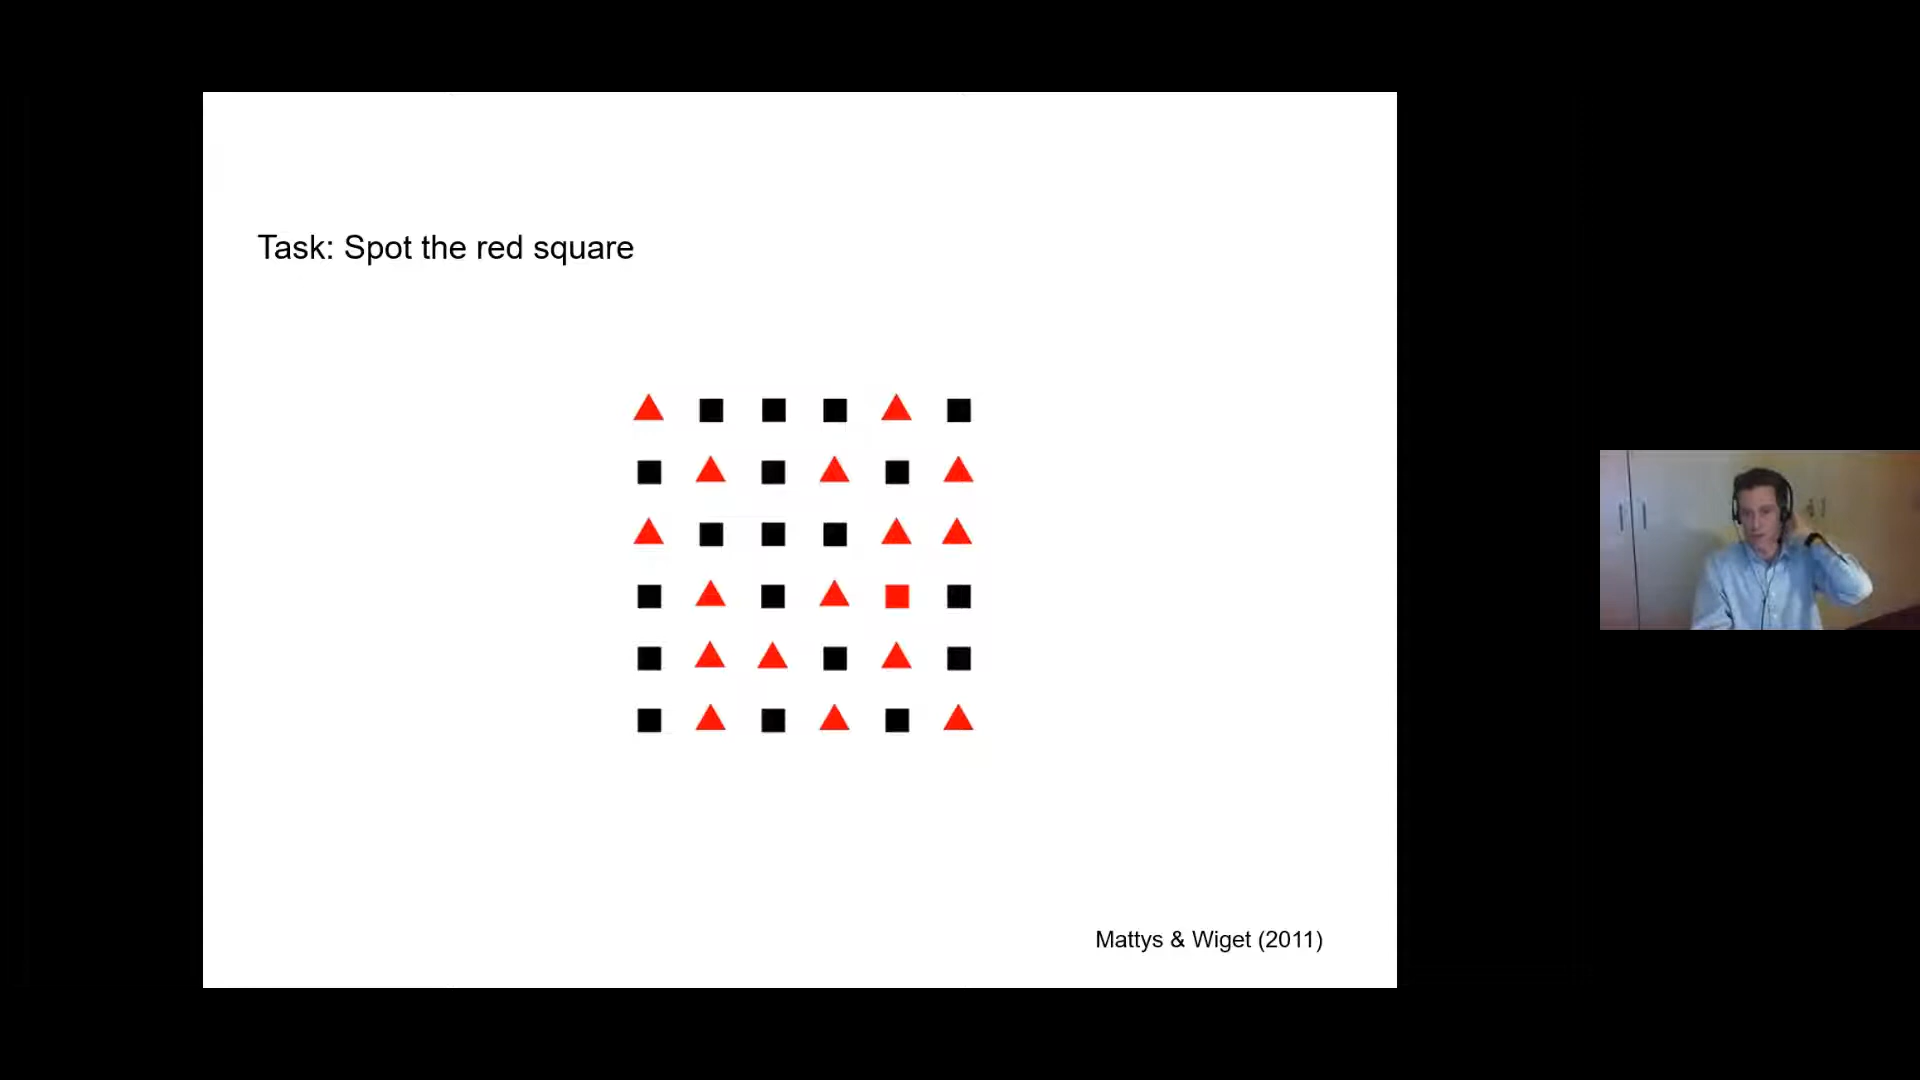 Task: Spot the red square
Mattys & Wiget (2011)